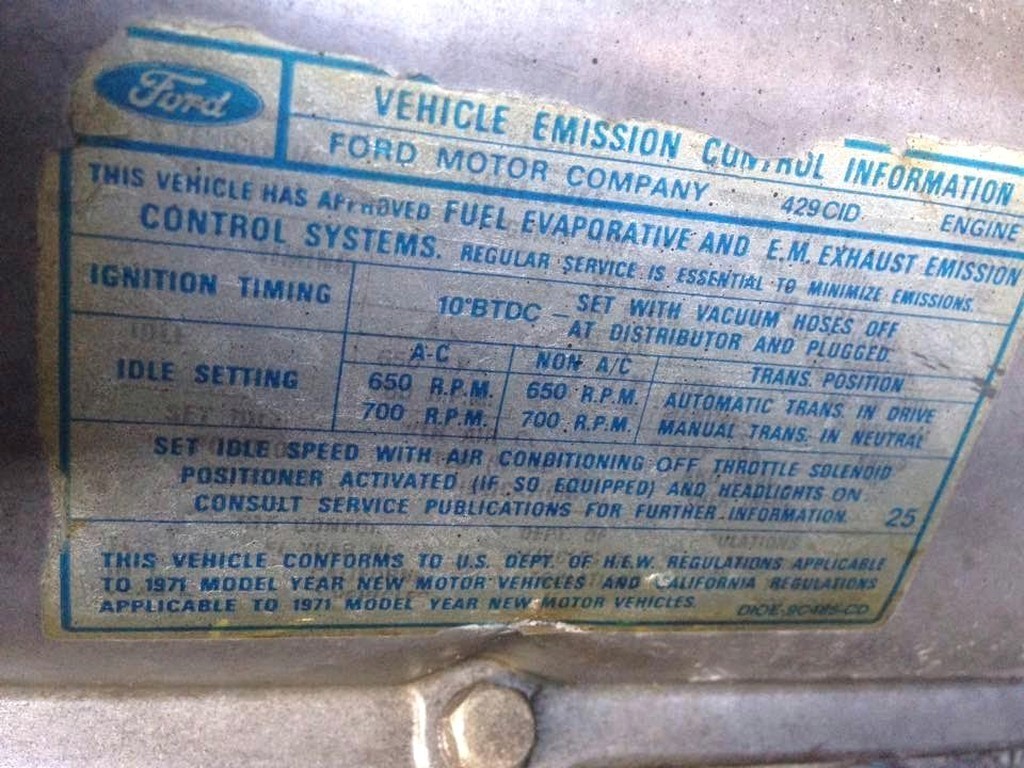 Ford
VEHICLE EMISSION CONTROL INFORMATION
FORD MOTOR COMPANY 429CID ENGINE
THIS VEHICLE HAS APPROVED FUEL EVAPORATIVE AND E.M. EXHAUST EMISSION
CONTROL SYSTEMS. REGULAR SERVICE IS ESSENTIAL TO MINIMIZE EMISSIONS.
IGNITION TIMING
10°BTDC – SET WITH VACUUM HOSES OFF
AT DISTRIBUTOR AND PLUGGED.
IDLE SETTING
A-C NON A/C TRANS. POSITION
650 R.P.M. 650 R.P.M. AUTOMATIC TRANS. IN DRIVE
700 R.P.M. 700 R.P.M. MANUAL TRANS. IN NEUTRAL
SET IDLE SPEED WITH AIR CONDITIONING OFF THROTTLE SOLENOID
POSITIONER ACTIVATED (IF SO EQUIPPED) AND HEADLIGHTS ON
CONSULT SERVICE PUBLICATIONS FOR FURTHER INFORMATION. 25
THIS VEHICLE CONFORMS TO U.S. DEPT. OF H.E.W. REGULATIONS APPLICABLE
TO 1971 MODEL YEAR NEW MOTOR VEHICLES AND CALIFORNIA REGULATIONS
APPLICABLE TO 1971 MODEL YEAR NEW MOTOR VEHICLES.